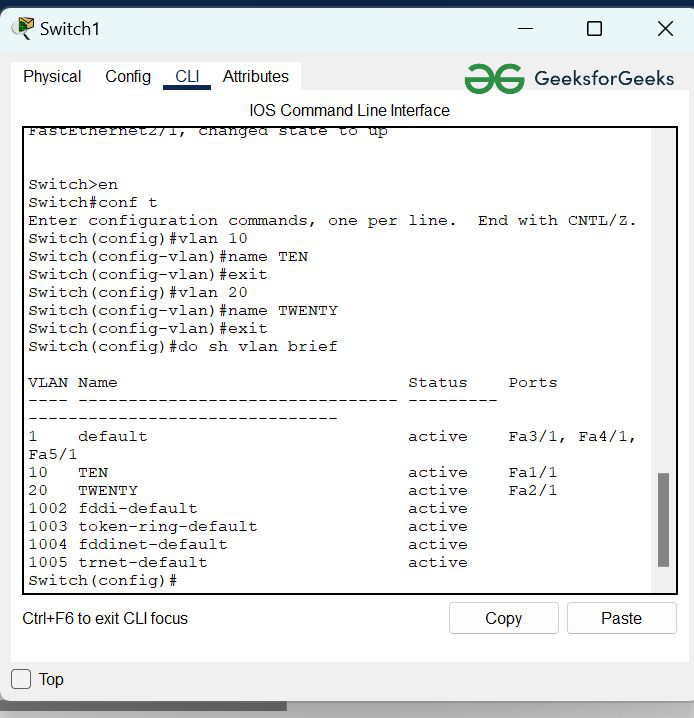 Switch1
Physical Config CLI Attributes
GeeksforGeeks
IOS Command Line Interface
FastEthernet2/1, changed state to up
Switch>en
Switch#conf t
Enter configuration commands, one per line.  End with CNTL/Z.
Switch(config)#vlan 10
Switch(config-vlan)#name TEN
Switch(config-vlan)#exit
Switch(config)#vlan 20
Switch(config-vlan)#name TWENTY
Switch(config-vlan)#exit
Switch(config)#do sh vlan brief
VLAN Name                             Status    Ports
---- -------------------------------- ---------
-------------------------------
1    default                          active    Fa3/1, Fa4/1,
Fa5/1
10   TEN                              active    Fa1/1
20   TWENTY                           active    Fa2/1
1002 fddi-default                     active
1003 token-ring-default               active
1004 fddinet-default                  active
1005 trnet-default                    active
Switch(config)#
Ctrl+F6 to exit CLI focus
Copy Paste
Top